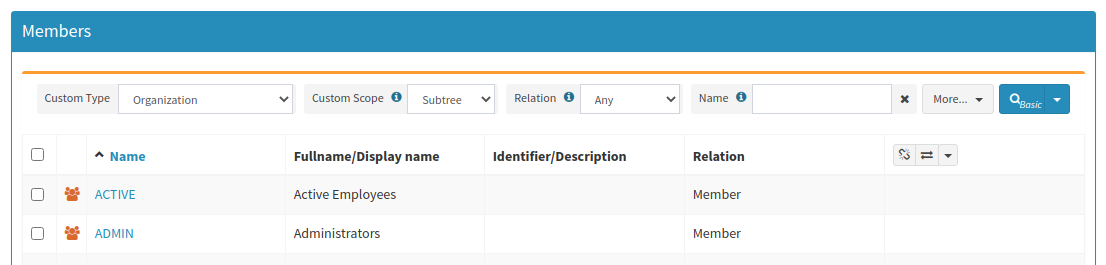 Members
Custom Type Organization Custom Scope Subtree Relation Any Name More... Basic
Name Fullname/Display name Identifier/Description Relation
ACTIVE Active Employees Member
ADMIN Administrators Member